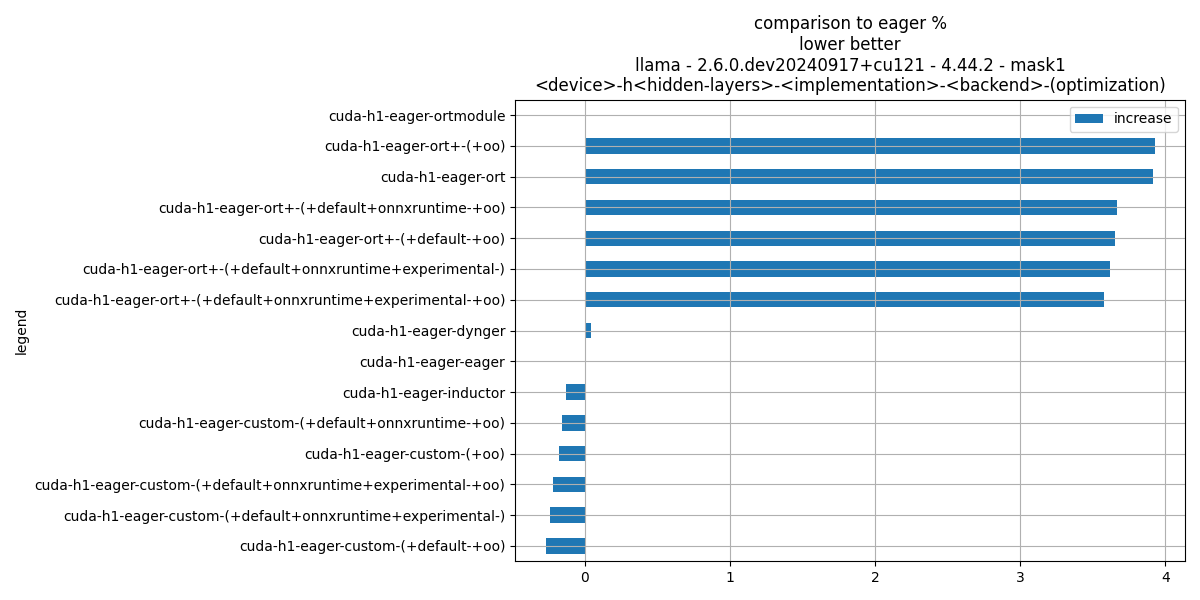 comparison to eager %
lower better
llama - 2.6.0.dev20240917+cu121 - 4.44.2 - mask1
<device>-h<hidden-layers>-<implementation>-<backend>-(optimization)
increase
legend
cuda-h1-eager-ortmodule
cuda-h1-eager-ort+-(+oo)
cuda-h1-eager-ort
cuda-h1-eager-ort+-(+default+onnxruntime-+oo)
cuda-h1-eager-ort+-(+default-+oo)
cuda-h1-eager-ort+-(+default+onnxruntime+experimental-)
cuda-h1-eager-ort+-(+default+onnxruntime+experimental-+oo)
cuda-h1-eager-dynger
cuda-h1-eager-eager
cuda-h1-eager-inductor
cuda-h1-eager-custom-(+default+onnxruntime-+oo)
cuda-h1-eager-custom-(+oo)
cuda-h1-eager-custom-(+default+onnxruntime+experimental-+oo)
cuda-h1-eager-custom-(+default+onnxruntime+experimental-)
cuda-h1-eager-custom-(+default-+oo)
0 1 2 3 4